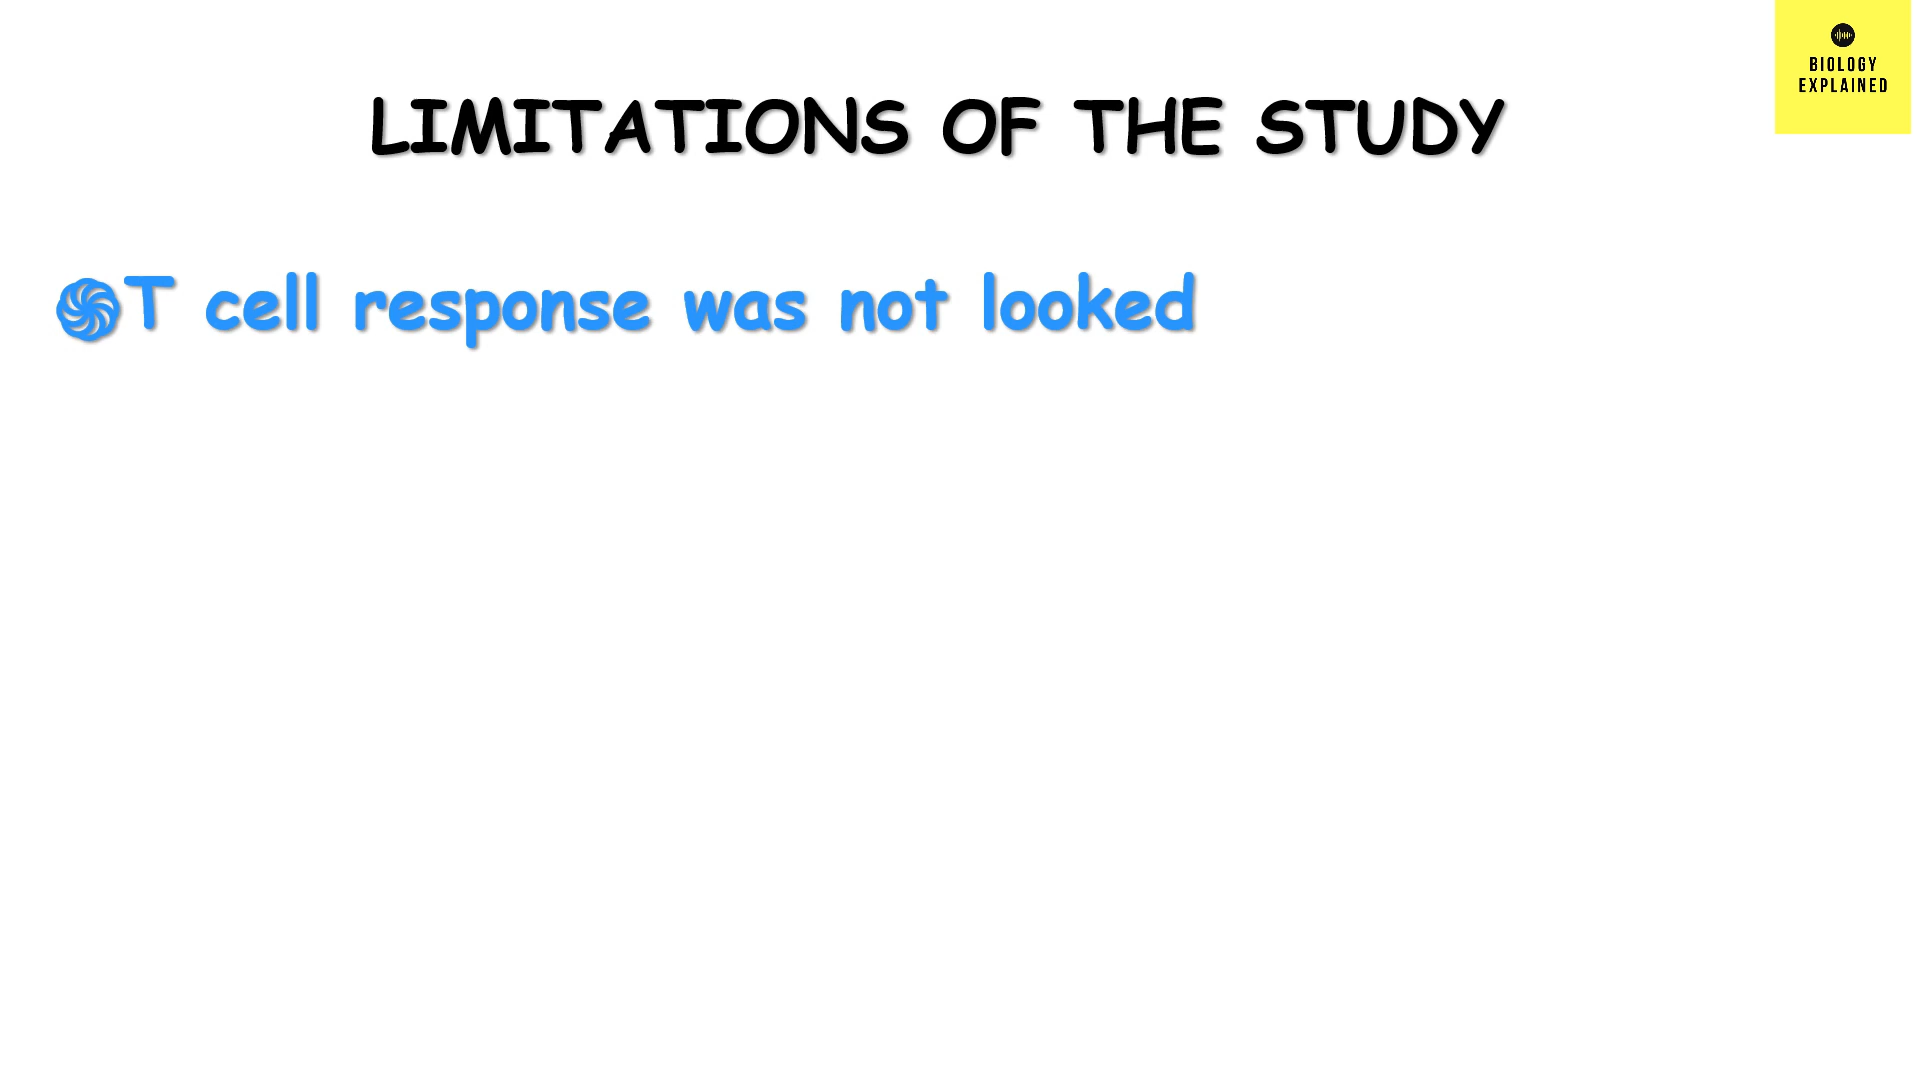 BIOLOGY
EXPLAINED
LIMITATIONS OF THE STUDY
T cell response was not looked